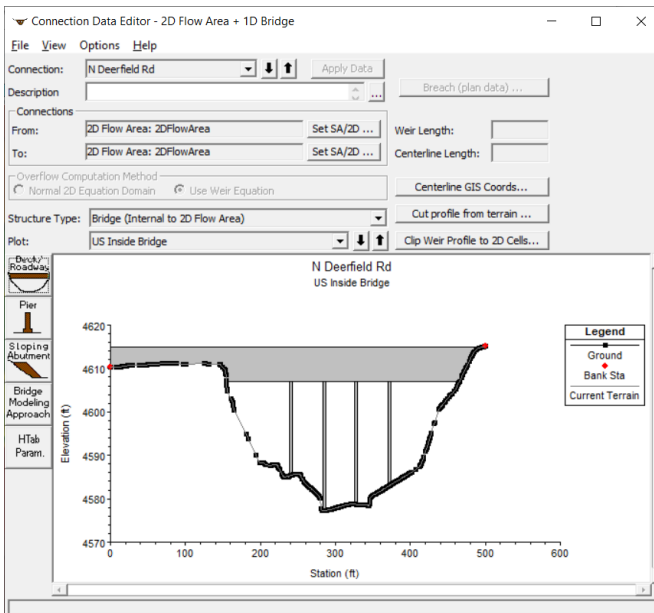 Connection Data Editor - 2D Flow Area + 1D Bridge
File View Options Help
Connection: N Deerfield Rd Apply Data
Description ... Breach (plan data) ...
Connections
From: 2D Flow Area: 2DFlowArea Set SA/2D ... Weir Length:
To: 2D Flow Area: 2DFlowArea Set SA/2D ... Centerline Length:
Overflow Computation Method
Normal 2D Equation Domain Use Weir Equation Centerline GIS Coords...
Structure Type: Bridge (Internal to 2D Flow Area) Cut profile from terrain ...
Plot: US Inside Bridge Clip Weir Profile to 2D Cells...
Deck/
Roadway
Pier
Sloping
Abutment
Bridge
Modeling
Approach
HTab
Param.
N Deerfield Rd
US Inside Bridge
4620
4610
4600
4590
4580
4570
Elevation (ft)
0 100 200 300 400 500 600
Station (ft)
Legend
Ground
Bank Sta
Current Terrain